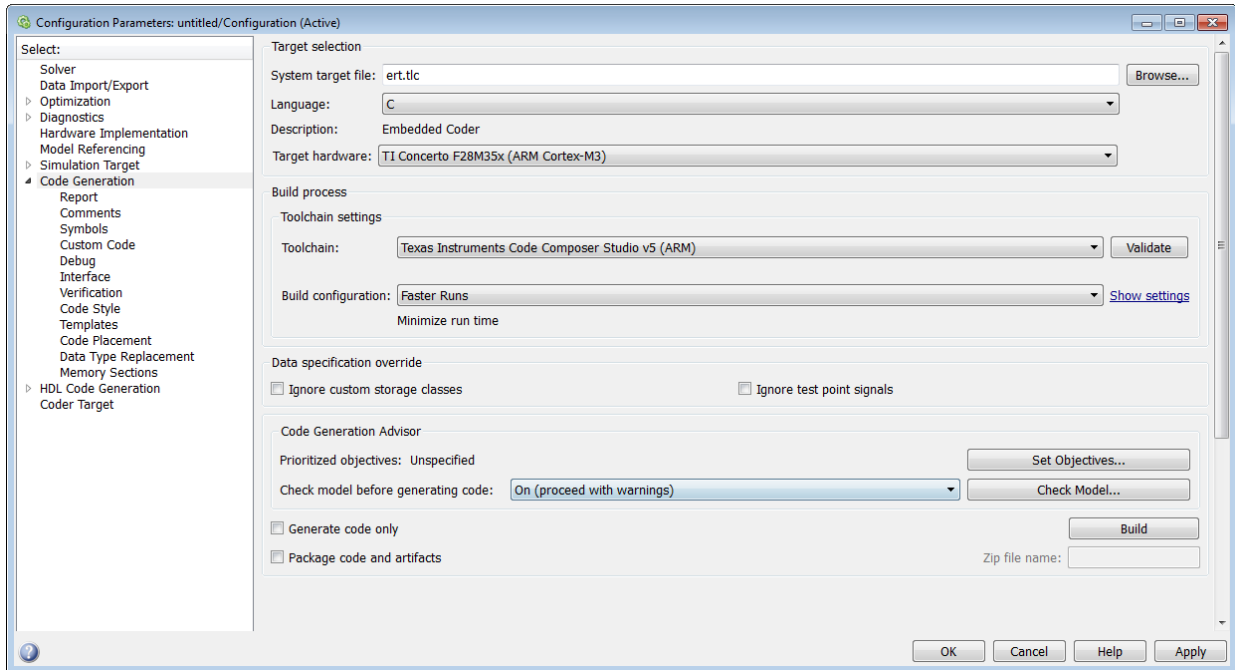 Configuration Parameters: untitled/Configuration (Active)
Select:
Solver
Data Import/Export
Optimization
Diagnostics
Hardware Implementation
Model Referencing
Simulation Target
Code Generation
Report
Comments
Symbols
Custom Code
Debug
Interface
Verification
Code Style
Templates
Code Placement
Data Type Replacement
Memory Sections
HDL Code Generation
Coder Target
Target selection
System target file: ert.tlc Browse...
Language: C
Description: Embedded Coder
Target hardware: TI Concerto F28M35x (ARM Cortex-M3)
Build process
Toolchain settings
Toolchain: Texas Instruments Code Composer Studio v5 (ARM) Validate
Build configuration: Faster Runs Show settings
Minimize run time
Data specification override
Ignore custom storage classes Ignore test point signals
Code Generation Advisor
Prioritized objectives: Unspecified Set Objectives...
Check model before generating code: On (proceed with warnings) Check Model...
Generate code only Build
Package code and artifacts Zip file name:
OK Cancel Help Apply